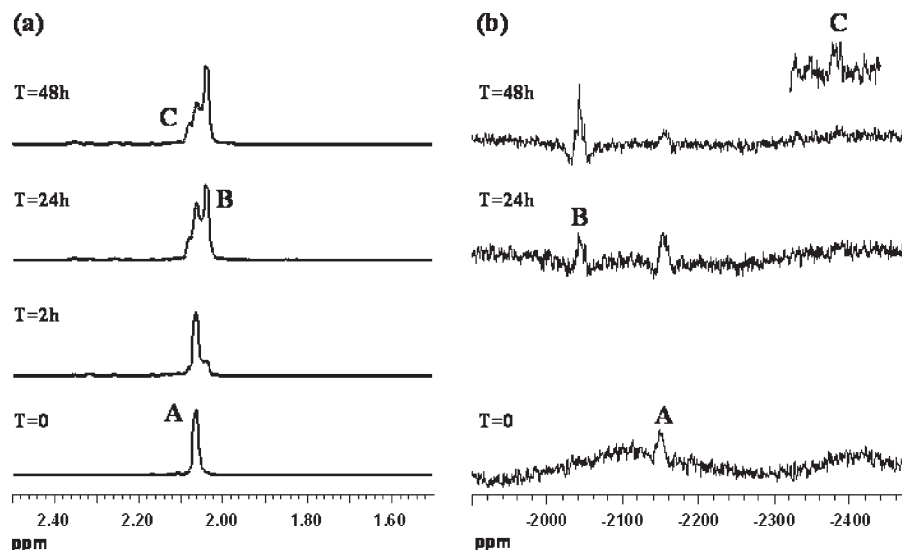 (a)
T=48h
C
T=24h
B
T=2h
T=0
A
2.40 2.20 2.00 1.80 1.60
ppm
(b)
C
T=48h
T=24h
B
T=0
A
-2000 -2100 -2200 -2300 -2400
ppm